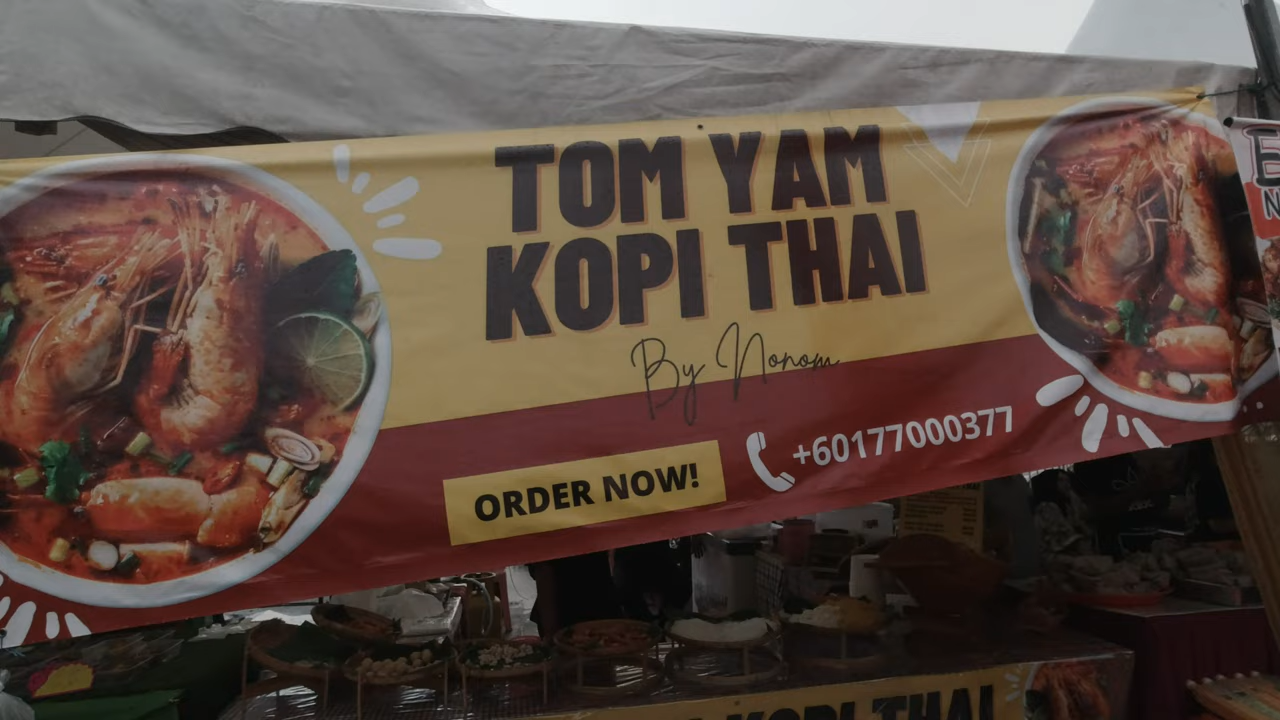 TOM YAM
KOPI THAI
By Nonom
ORDER NOW!
+60177000377
KOPI THAI